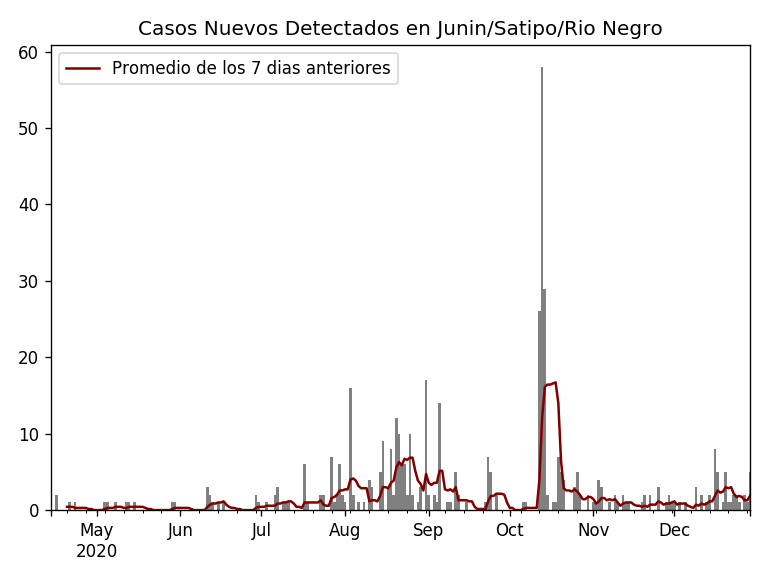 Casos Nuevos Detectados en Junin/Satipo/Rio Negro
Promedio de los 7 dias anteriores
60
50
40
30
20
10
0
May Jun Jul Aug Sep Oct Nov Dec
2020